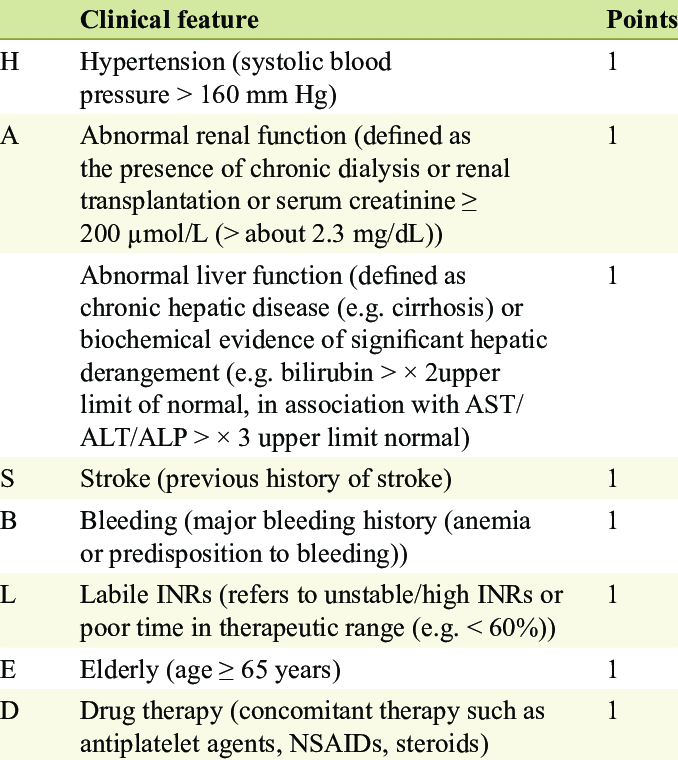 Clinical feature Points
H Hypertension (systolic blood 1
pressure > 160 mm Hg)
A Abnormal renal function (defined as 1
the presence of chronic dialysis or renal
transplantation or serum creatinine ≥
200 µmol/L (> about 2.3 mg/dL))
Abnormal liver function (defined as 1
chronic hepatic disease (e.g. cirrhosis) or
biochemical evidence of significant hepatic
derangement (e.g. bilirubin > × 2upper
limit of normal, in association with AST/
ALT/ALP > × 3 upper limit normal)
S Stroke (previous history of stroke) 1
B Bleeding (major bleeding history (anemia 1
or predisposition to bleeding))
L Labile INRs (refers to unstable/high INRs or 1
poor time in therapeutic range (e.g. < 60%))
E Elderly (age ≥ 65 years) 1
D Drug therapy (concomitant therapy such as 1
antiplatelet agents, NSAIDs, steroids)